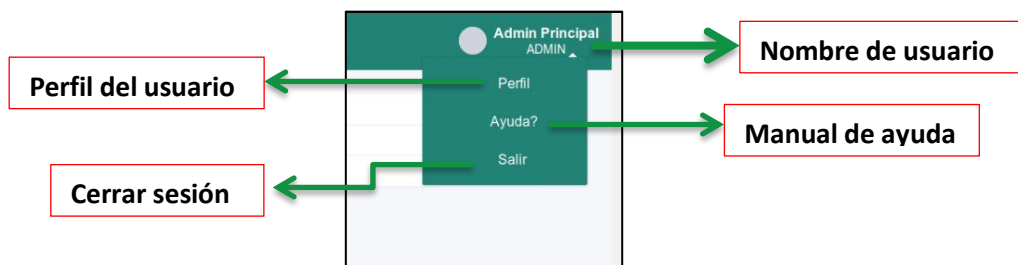 Admin Principal
ADMIN
Nombre de usuario
Perfil del usuario
Perfil
Ayuda?
Manual de ayuda
Salir
Cerrar sesión